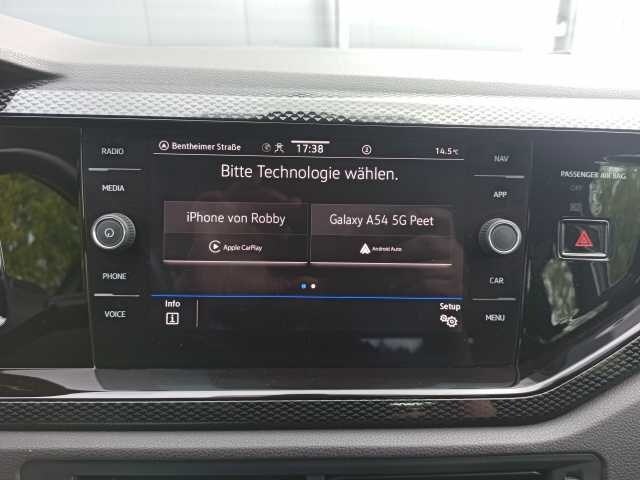 RADIO
MEDIA
PHONE
VOICE
Bentheimer Straße
17:38
14.5°C
Bitte Technologie wählen.
iPhone von Robby
Apple CarPlay
Galaxy A54 5G Peet
Android Auto
Info
Setup
NAV
APP
CAR
MENU
PASSENGER AIR BAG
OFF